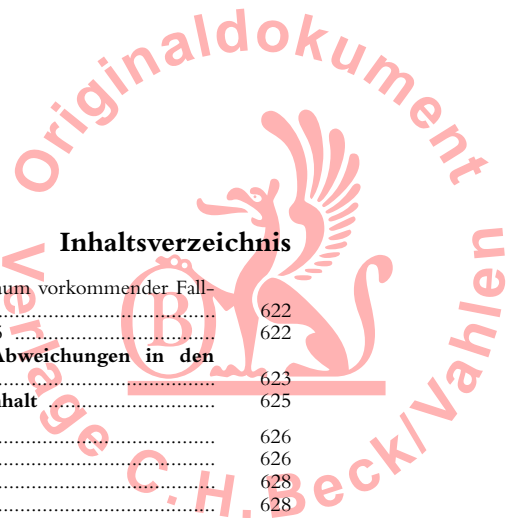 Originaldokument
Inhaltsverzeichnis
aum vorkommender Fall-
........ 622
........ 622
Abweichungen in den
........ 623
nhalt ........ 625
........ 626
........ 626
........ 628
........ 628
B
Verlage C.H.Beck/Vahlen